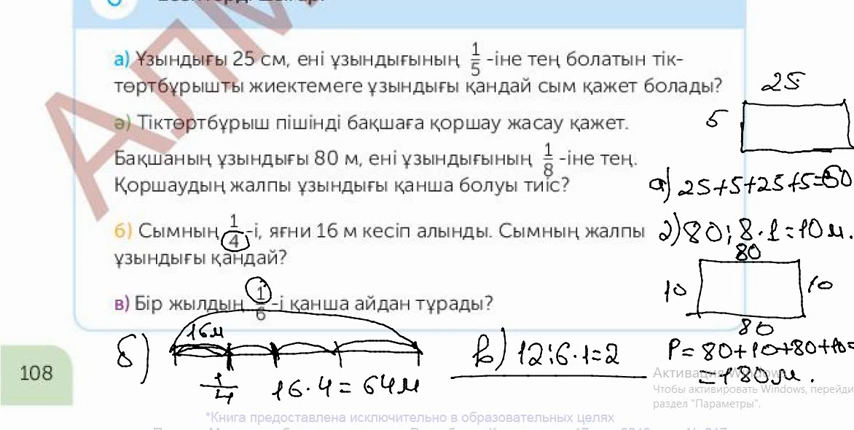 а) Ұзындығы 25 см, ені ұзындығының 1/5 -іне тең болатын тік-
төртбұрышты жиектемеге ұзындығы қандай сым қажет болады?
ә) Тіктөртбұрыш пішінді бақшаға қоршау жасау қажет.
Бақшаның ұзындығы 80 м, ені ұзындығының 1/8 -іне тең.
Қоршаудың жалпы ұзындығы қанша болуы тиіс?
б) Сымның 1/4-і, яғни 16 м кесіп алынды. Сымның жалпы
ұзындығы қандай?
в) Бір жылдың 1/6-і қанша айдан тұрады?
25
5
а) 25+5+25+5=60
80:8·1=10м.
80
10
10
80
P=80+10+80+10=
=180м.
б)
16м
1/4
16·4=64м
в) 12:6·1=2
108
Активация Windows
Чтобы активировать Windows, перейди
раздел "Параметры".
*Книга предоставлена исключительно в образовательных целях
АЛМ